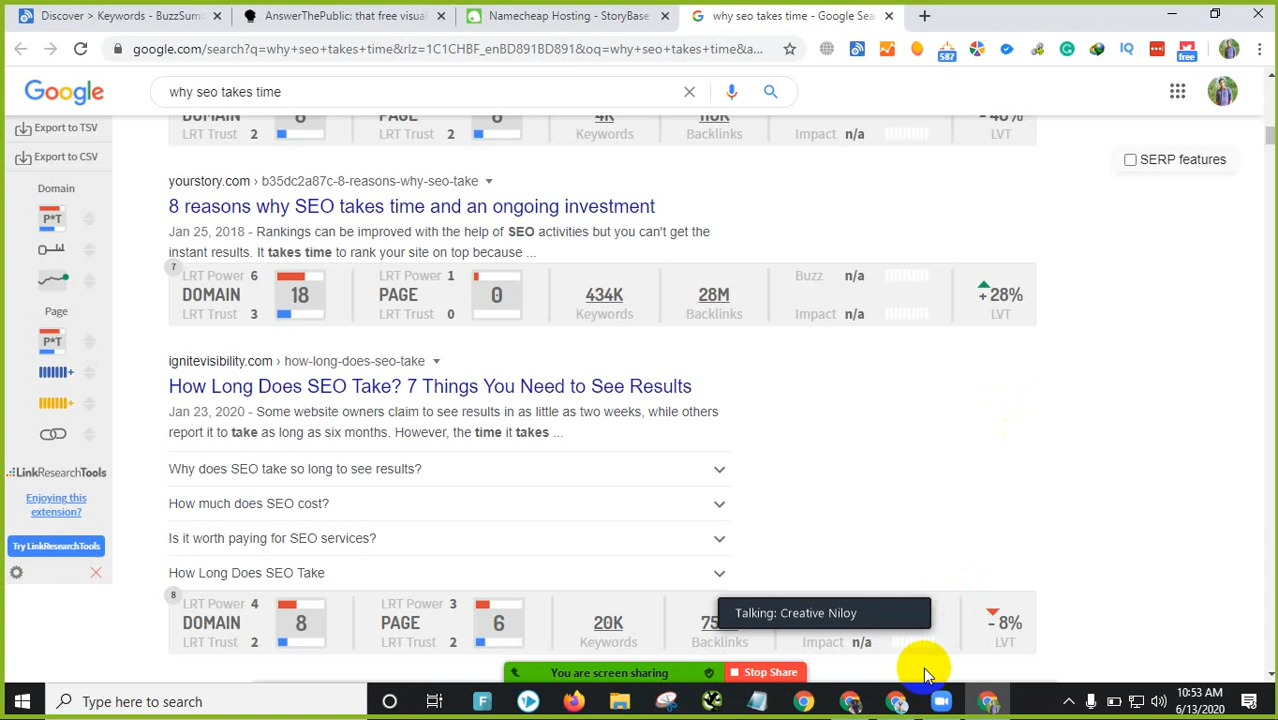 Discover > Keywords - BuzzSumo
AnswerThePublic: that free visual
Namecheap Hosting - StoryBase
why seo takes time - Google Sea
google.com/search?q=why+seo+takes+time&rlz=1C1CHBF_enBD891BD891&oq=why+seo+takes+time&a...
587
IQ
free
Google
why seo takes time
Export to TSV
Export to CSV
Domain
P*T
Page
P*T
LinkResearchTools
Enjoying this
extension?
Try LinkResearchTools
SERP features
DOMAIN
LRT Trust 2
PAGE
LRT Trust 2
4K
Keywords
Backlinks
Impact n/a
LVT
yourstory.com › b35dc2a87c-8-reasons-why-seo-take
8 reasons why SEO takes time and an ongoing investment
Jan 25, 2018 - Rankings can be improved with the help of SEO activities but you can't get the
instant results. It takes time to rank your site on top because ...
7
LRT Power 6
DOMAIN 18
LRT Trust 3
LRT Power 1
PAGE 0
LRT Trust 0
434K
Keywords
28M
Backlinks
Buzz n/a
Impact n/a
+28%
LVT
ignitevisibility.com › how-long-does-seo-take
How Long Does SEO Take? 7 Things You Need to See Results
Jan 23, 2020 - Some website owners claim to see results in as little as two weeks, while others
report it to take as long as six months. However, the time it takes ...
Why does SEO take so long to see results?
How much does SEO cost?
Is it worth paying for SEO services?
How Long Does SEO Take
8
LRT Power 4
DOMAIN 8
LRT Trust 2
LRT Power 3
PAGE 6
LRT Trust 2
20K
Keywords
Backlinks
Impact n/a
- 8%
LVT
Talking: Creative Niloy
You are screen sharing
Stop Share
Type here to search
F
10:53 AM
6/13/2020